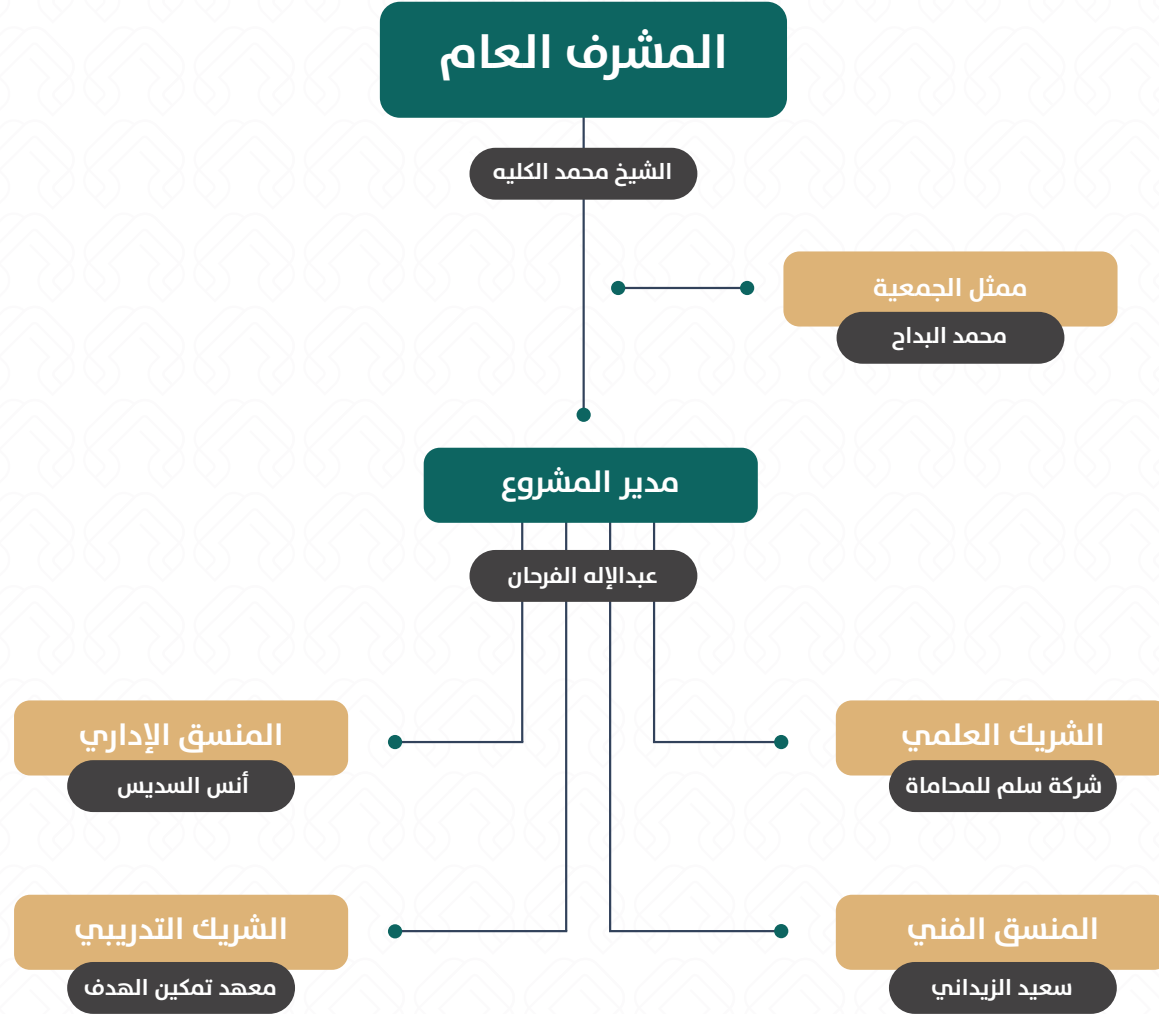 المشرف العام
الشيخ محمد الكليه
ممثل الجمعية
محمد البداح
مدير المشروع
عبدالإله الفرحان
الشريك العلمي
شركة سلم للمحاماة
المنسق الإداري
أنس السديس
المنسق الفني
سعيد الزيداني
الشريك التدريبي
معهد تمكين الهدف